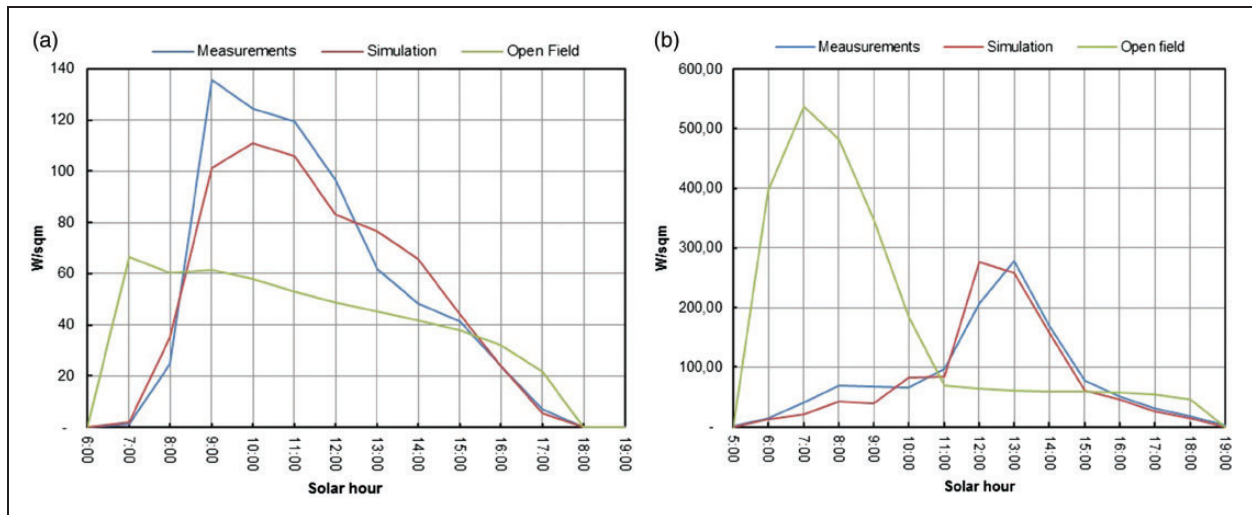 (a)
Measurements Simulation Open Field
140
120
100
80
60
40
20
-
W/sqm
6:00 7:00 8:00 9:00 10:00 11:00 12:00 13:00 14:00 15:00 16:00 17:00 18:00 19:00
Solar hour
(b)
Meausurements Simulation Open field
600,00
500,00
400,00
300,00
200,00
100,00
-
W/sqm
5:00 6:00 7:00 8:00 9:00 10:00 11:00 12:00 13:00 14:00 15:00 16:00 17:00 18:00 19:00
Solar hour